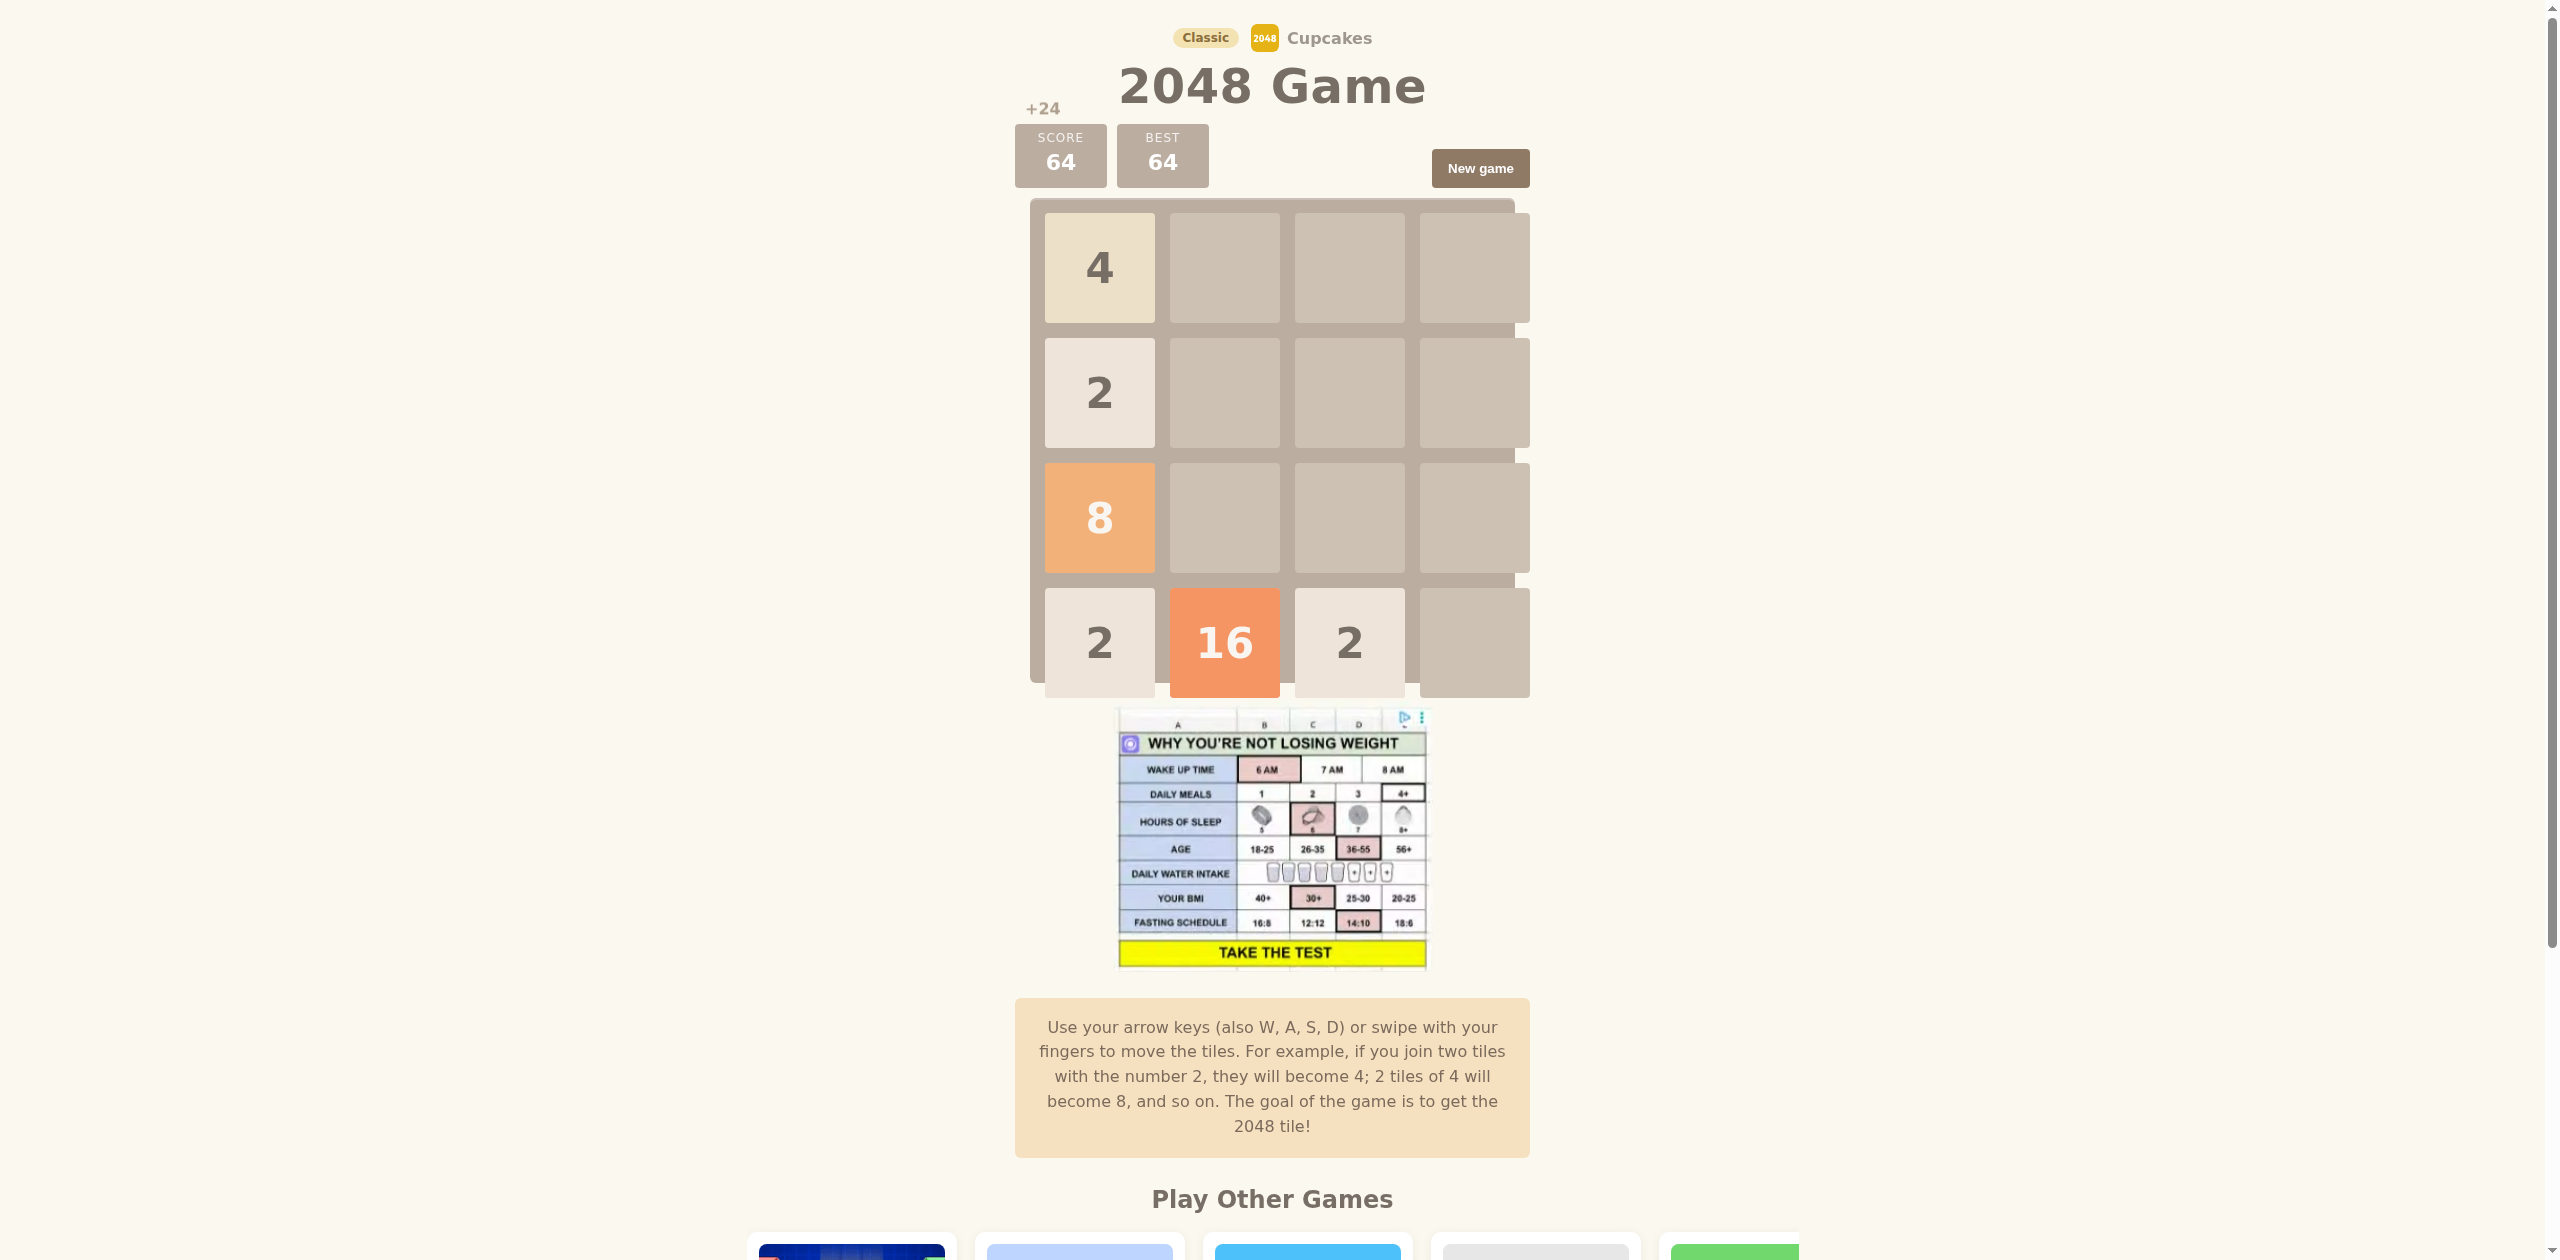 Classic 2048 Cupcakes
2048 Game
+24
SCORE BEST
64 64
New game
4
2
8
2 16 2
A B C D
WHY YOU'RE NOT LOSING WEIGHT
WAKE UP TIME 6 AM 7 AM 8 AM
DAILY MEALS 1 2 3 4+
HOURS OF SLEEP 5 6 7 8+
AGE 18-25 26-35 36-55 56+
DAILY WATER INTAKE + + +
YOUR BMI 40+ 30+ 25-30 20-25
FASTING SCHEDULE 16:8 12:12 14:10 18:6
TAKE THE TEST
Use your arrow keys (also W, A, S, D) or swipe with your
fingers to move the tiles. For example, if you join two tiles
with the number 2, they will become 4; 2 tiles of 4 will
become 8, and so on. The goal of the game is to get the
2048 tile!
Play Other Games